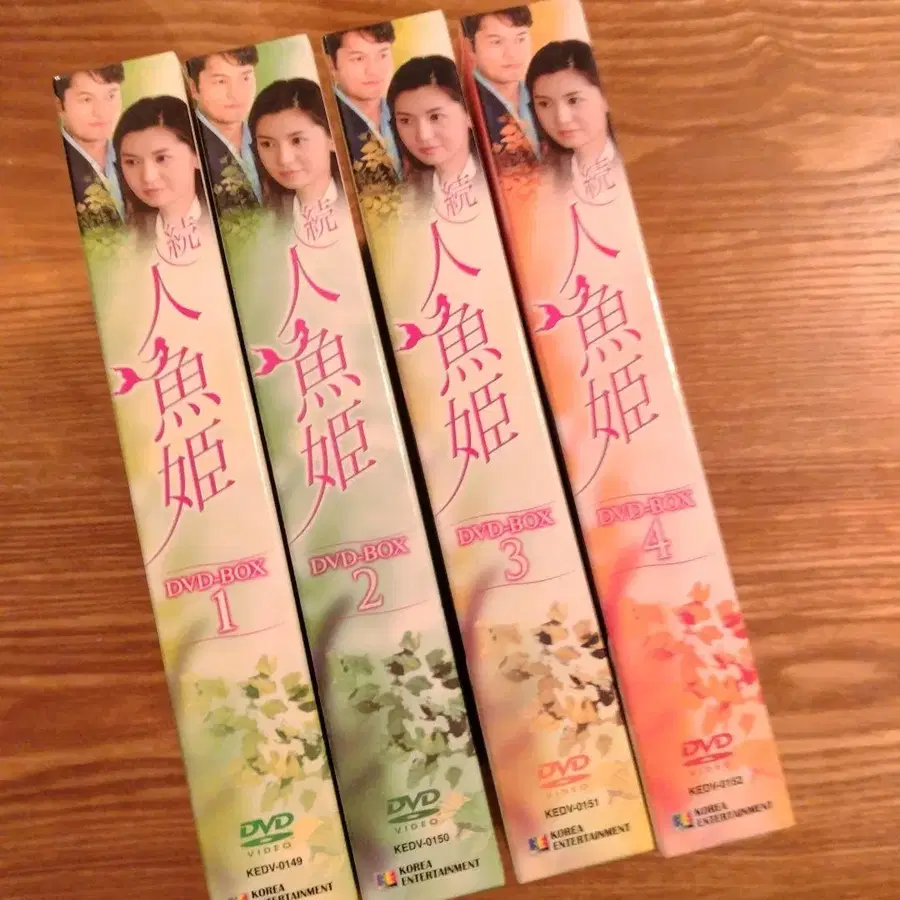 続
人魚姫
DVD-BOX
1
DVD
VIDEO
KEDV-0149
KOREA
ENTERTAINMENT
続
人魚姫
DVD-BOX
2
DVD
VIDEO
KEDV-0150
KOREA
ENTERTAINMENT
続
人魚姫
DVD-BOX
3
DVD
VIDEO
KEDV-0151
KOREA
ENTERTAINMENT
続
人魚姫
DVD-BOX
4
DVD
VIDEO
KEDV-0152
KOREA
ENTERTAINMENT